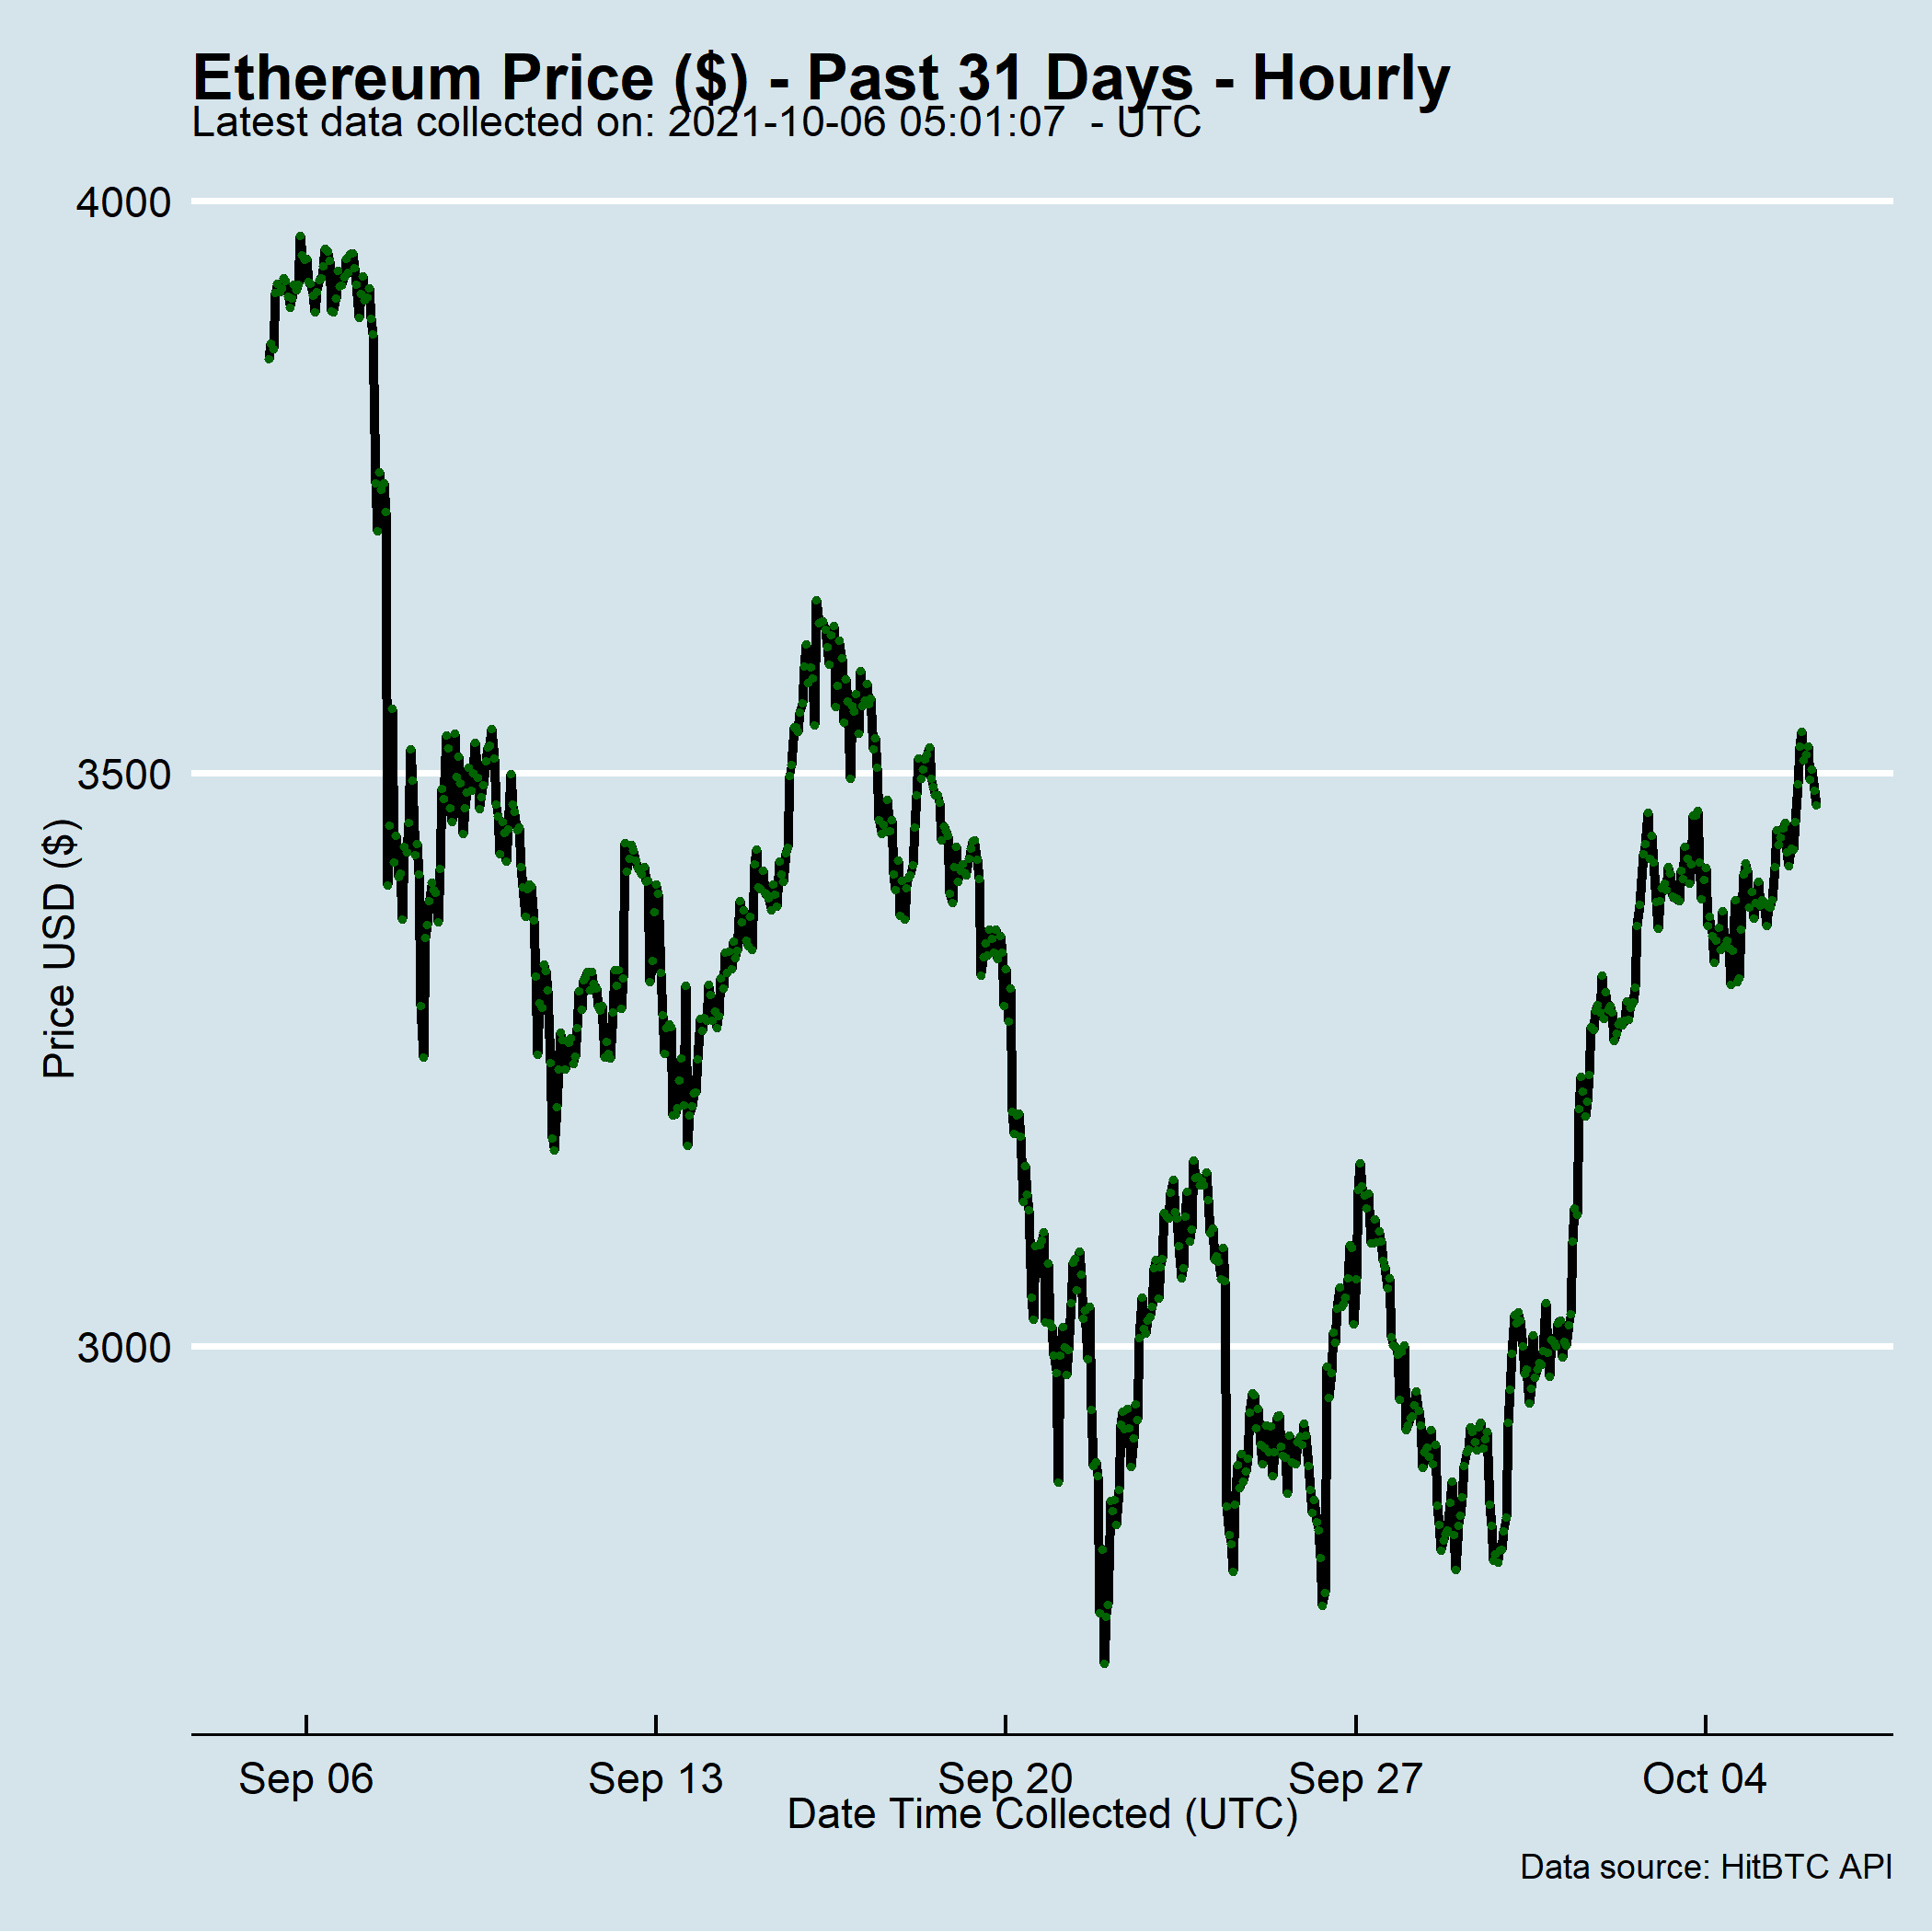 Ethereum Price ($) - Past 31 Days - Hourly
Latest data collected on: 2021-10-06 05:01:07  - UTC
4000
3500
3000
Price USD ($)
Sep 06 Sep 13 Sep 20 Sep 27 Oct 04
Date Time Collected (UTC)
Data source: HitBTC API